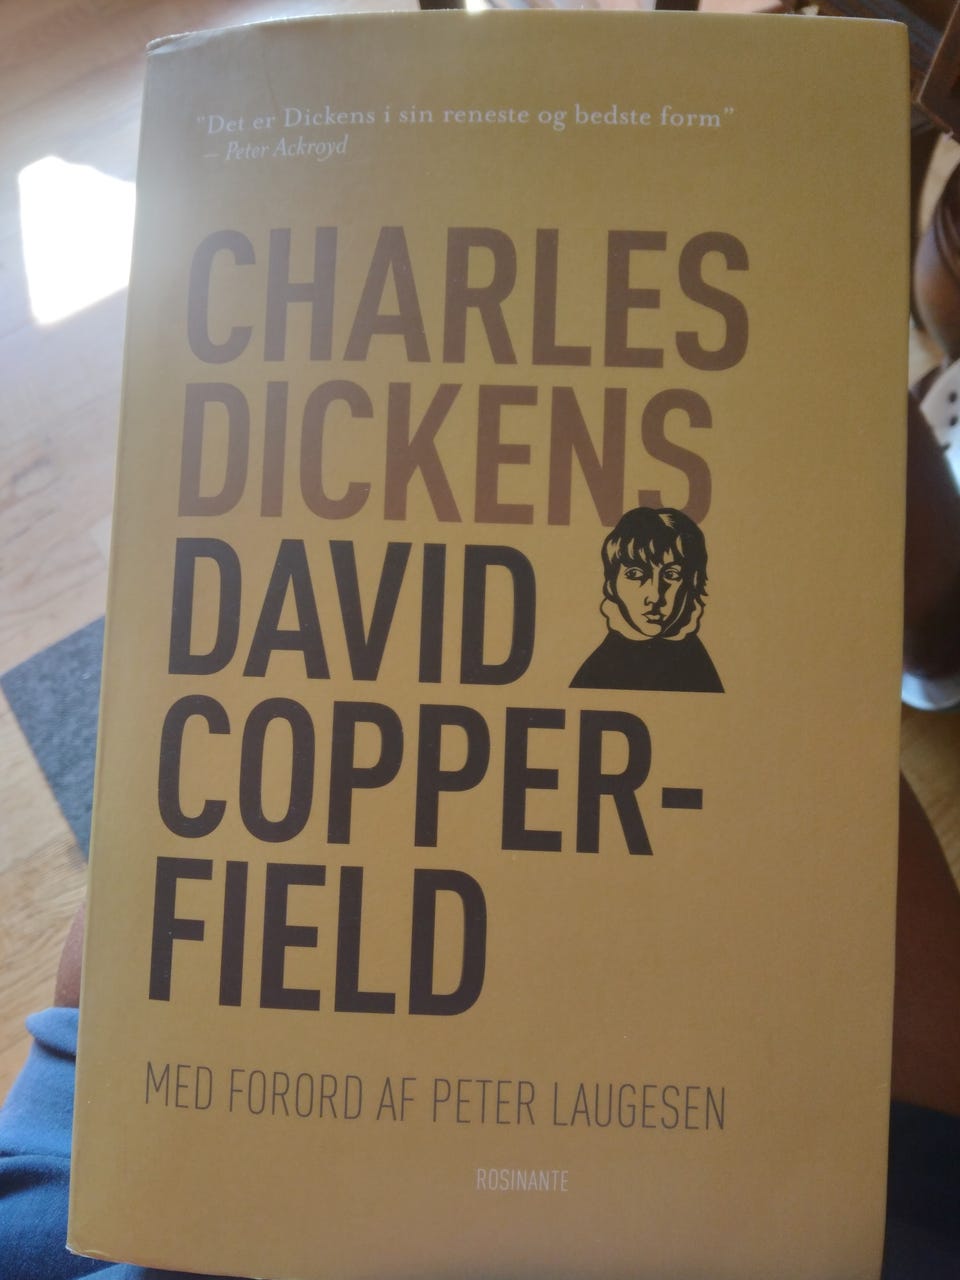 "Det er Dickens i sin reneste og bedste form"
– Peter Ackroyd
CHARLES
DICKENS
DAVID
COPPER-
FIELD
MED FORORD AF PETER LAUGESEN
ROSINANTE